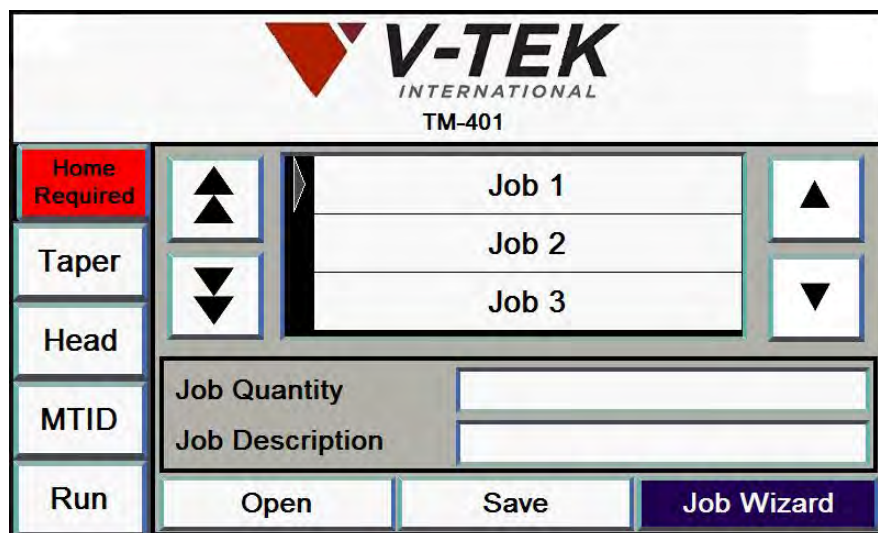 V-TEK
INTERNATIONAL
TM-401
Home
Required
Taper
Head
MTID
Run
Job 1
Job 2
Job 3
Job Quantity
Job Description
Open
Save
Job Wizard